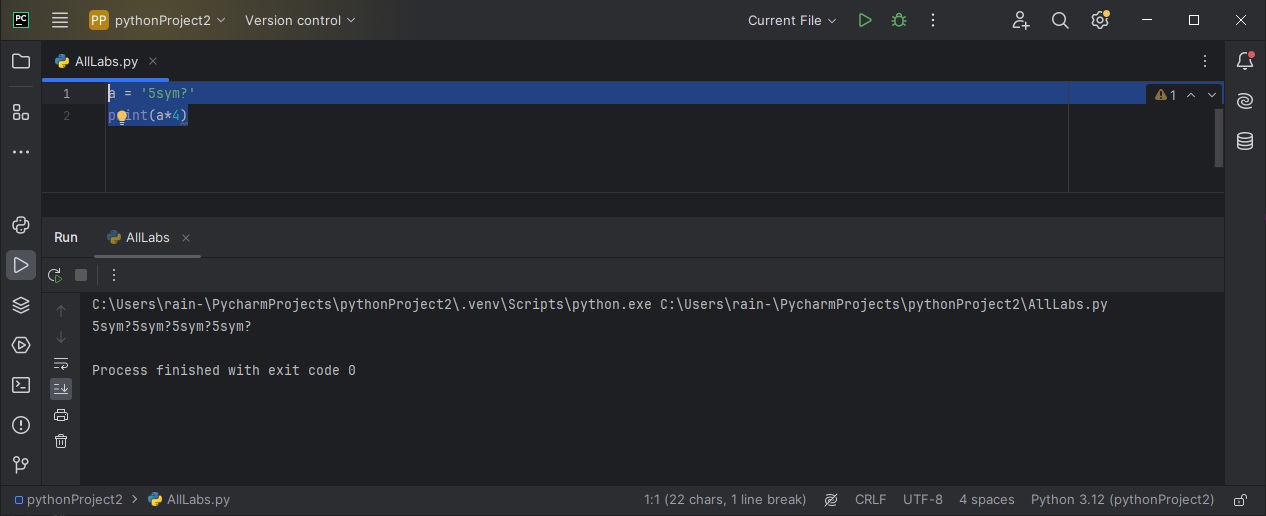 PC PP pythonProject2 Version control Current File
AllLabs.py
1 a = '5sym?' 1
2 print(a*4)
Run AllLabs
C:\Users\rain-\PycharmProjects\pythonProject2\.venv\Scripts\python.exe C:\Users\rain-\PycharmProjects\pythonProject2\AllLabs.py
5sym?5sym?5sym?5sym?
Process finished with exit code 0
pythonProject2 > AllLabs.py 1:1 (22 chars, 1 line break) CRLF UTF-8 4 spaces Python 3.12 (pythonProject2)